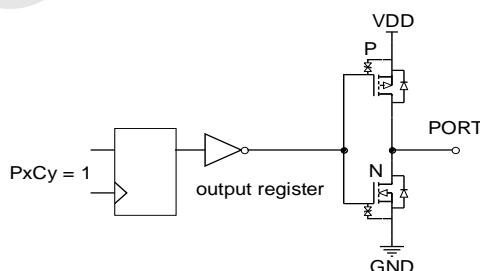 VDD
P
PORT
PxCy = 1
N
output register
GND